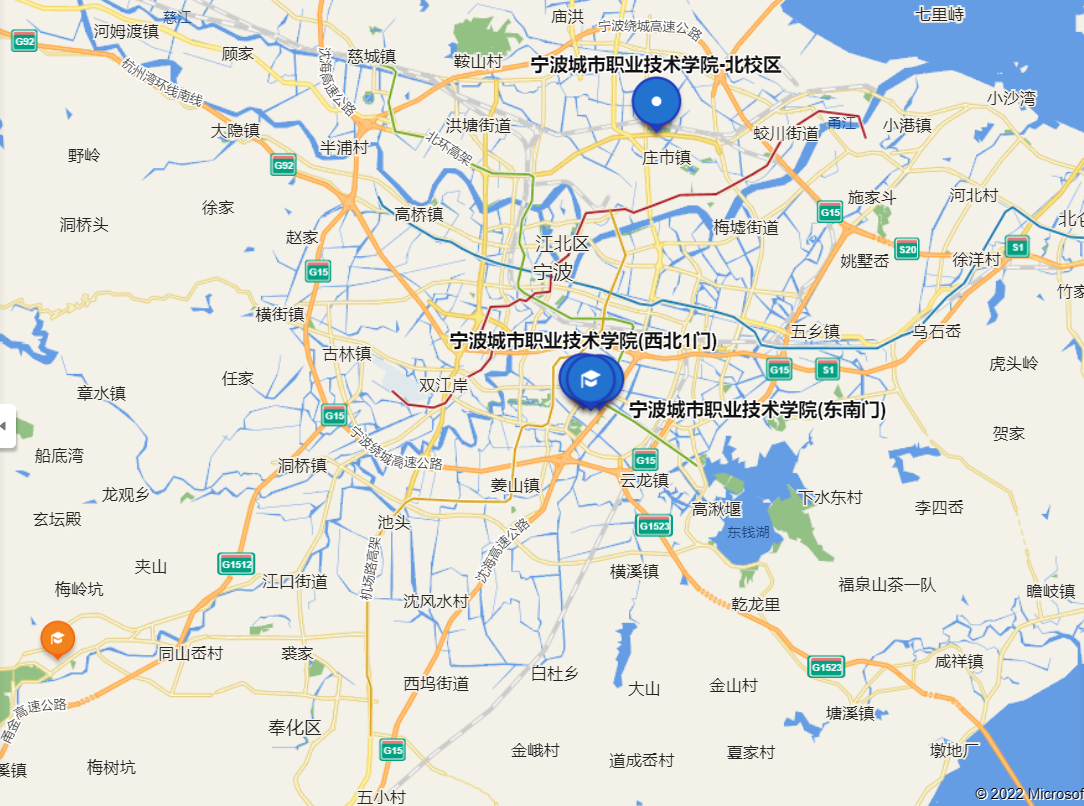 七里峙
慈江
庙洪
河姆渡镇
宁波绕城高速公路
G92
顾家
慈城镇
鞍山村
宁波城市职业技术学院-北校区
杭州湾环线南线
沈海高速公路
小沙湾
大隐镇
洪塘街道
甬江
小港镇
蛟川街道
半浦村
北环高架
野岭
G92
庄市镇
徐家
施家斗
河北村
高桥镇
G15
洞桥头
梅墟街道
赵家
江北区
S20
S1
宁波
姚墅岙
徐洋村
G15
横街镇
五乡镇
乌石岙
宁波城市职业技术学院(西北1门)
古林镇
虎头岭
任家
双江岸
G15
S1
章水镇
宁波城市职业技术学院(东南门)
G15
贺家
宁波绕城高速公路
船底湾
洞桥镇
G15
云龙镇
姜山镇
龙观乡
下水东村
高湫堰
李四岙
玄坛殿
池头
G1523
东钱湖
沈海高速公路
G1512
夹山
机场路高架
江口街道
横溪镇
福泉山茶一队
梅岭坑
瞻岐镇
沈风水村
乾龙里
同山岙村
裘家
G1523
咸祥镇
白杜乡
西坞街道
大山
金山村
甬金高速公路
塘溪镇
奉化区
G15
金峨村
道成岙村
夏家村
墩地厂
溪镇
梅树坑
五小村
© 2022 Microsof